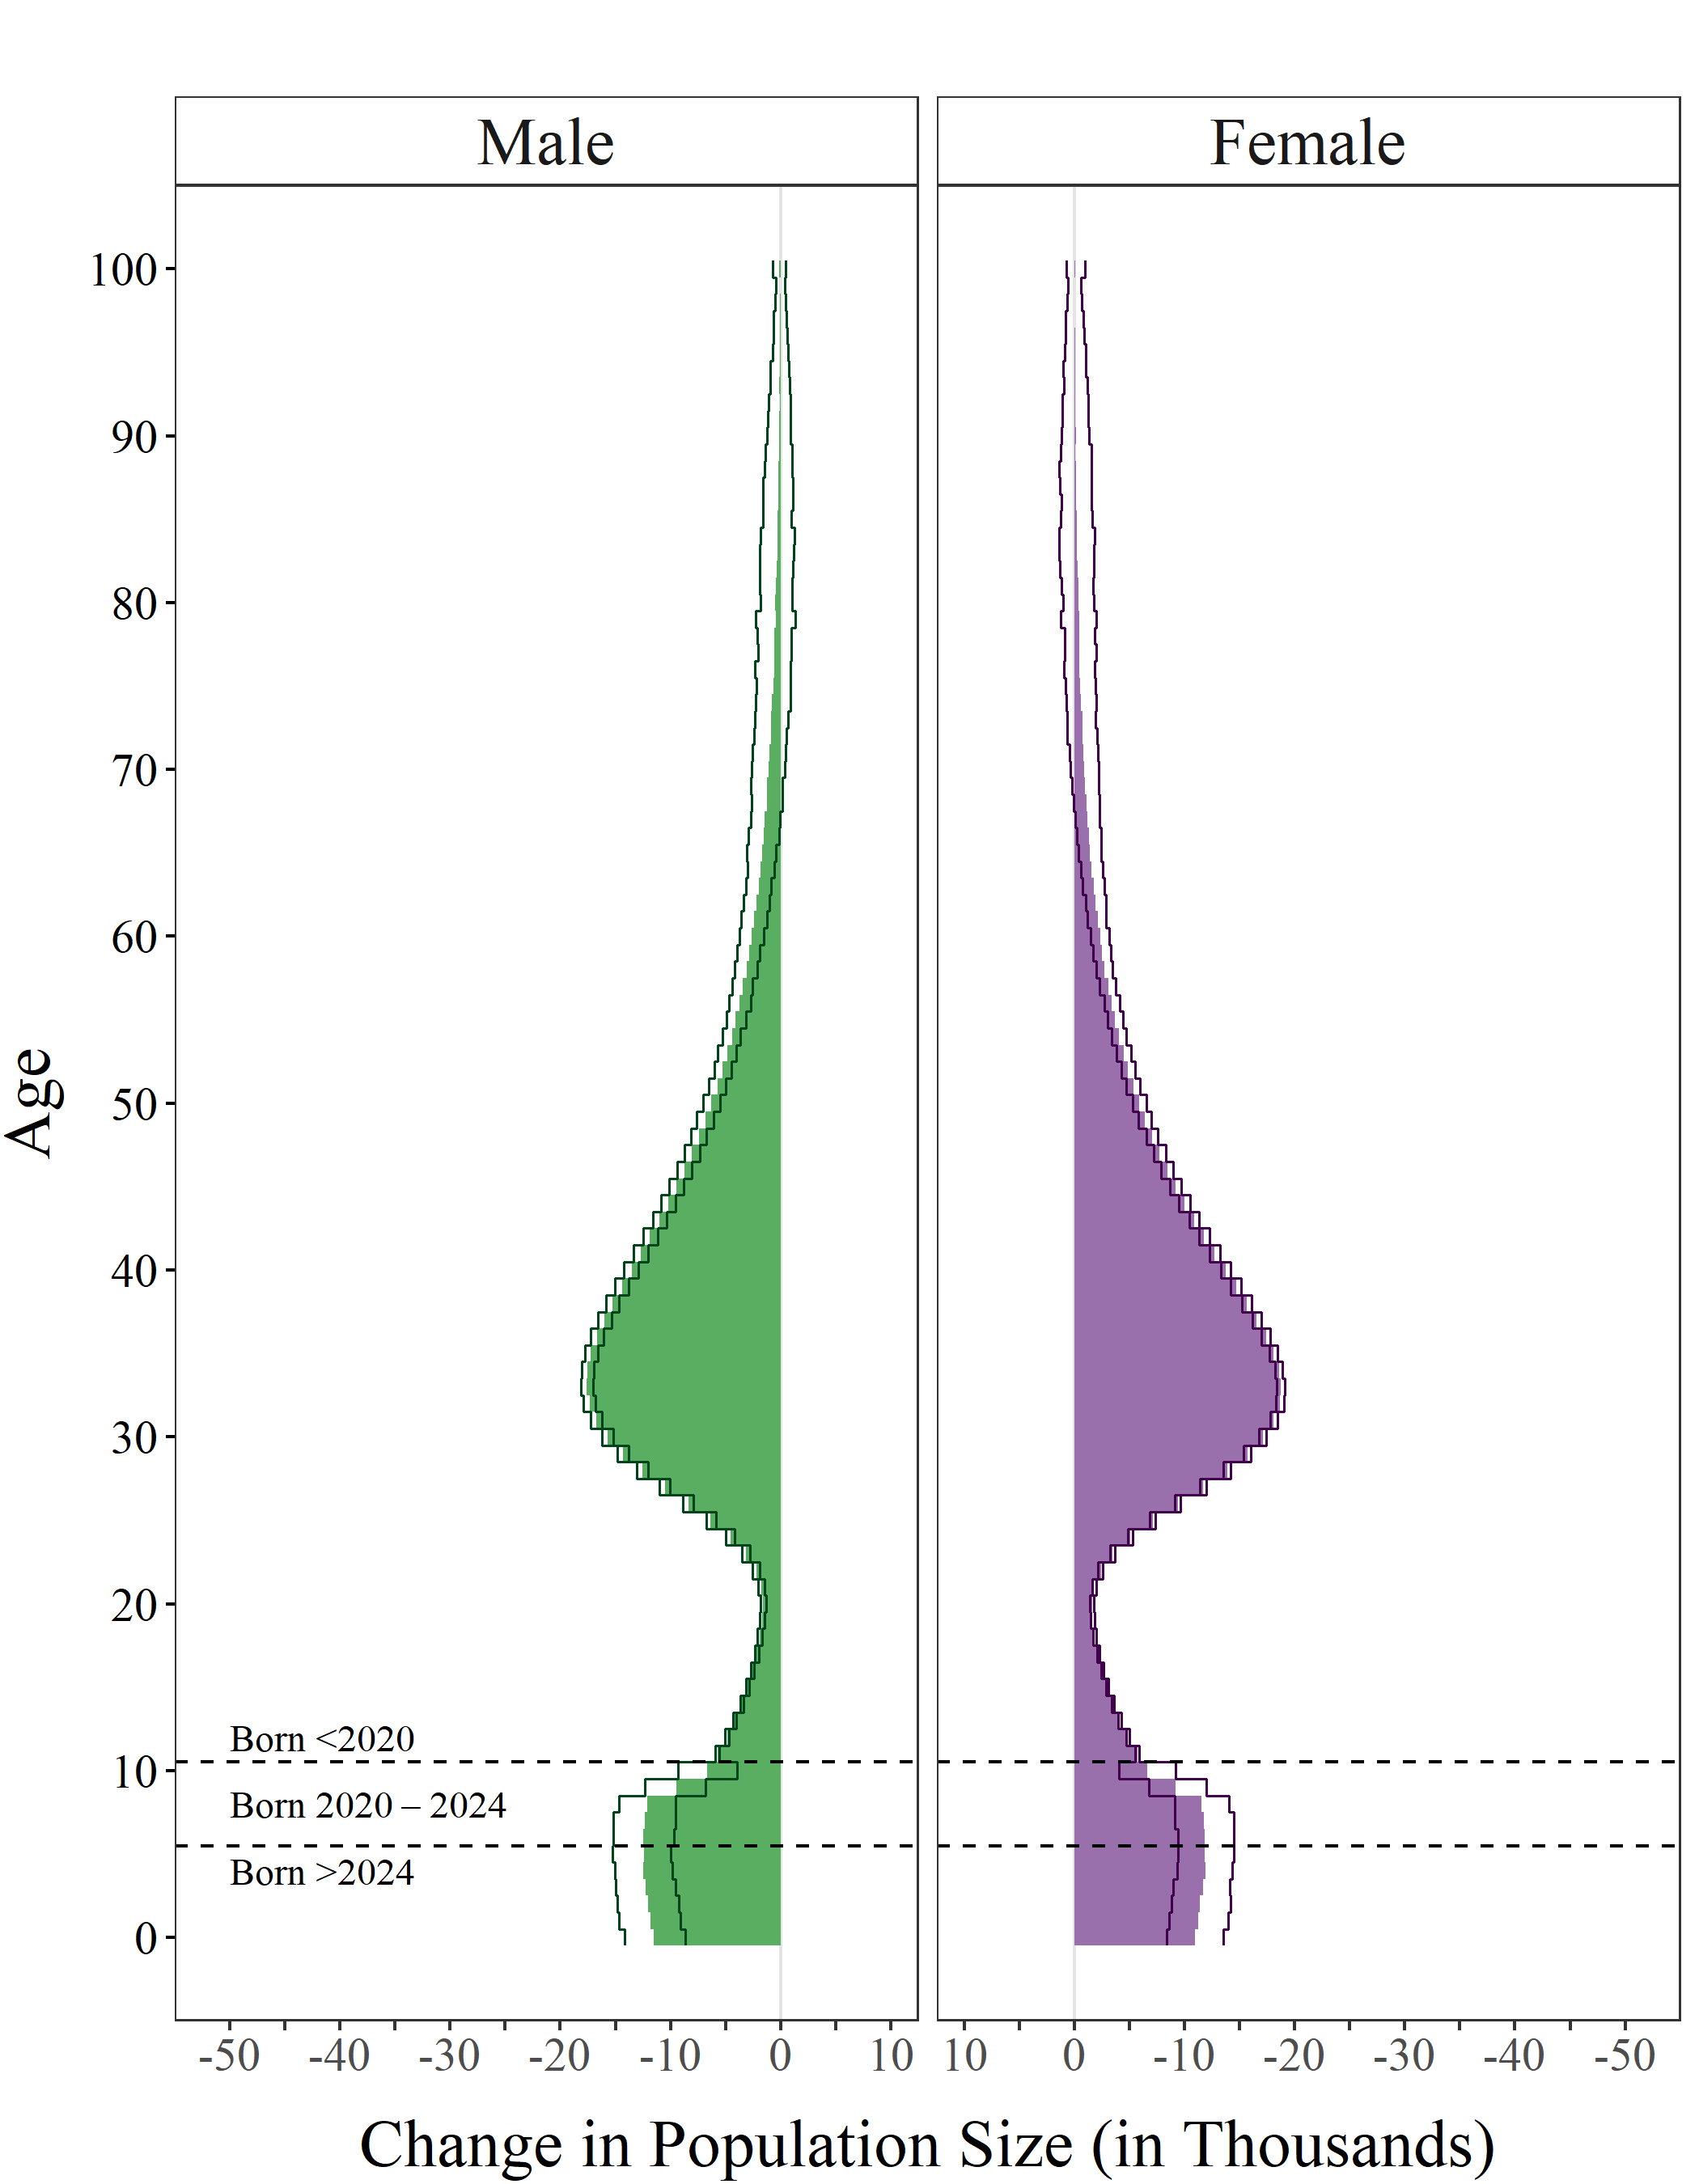 Male
Female
100
90
80
70
60
50
40
30
20
10
0
Age
Born <2020
Born 2020 – 2024
Born >2024
-50 -40 -30 -20 -10 0 10
10 0 -10 -20 -30 -40 -50
Change in Population Size (in Thousands)